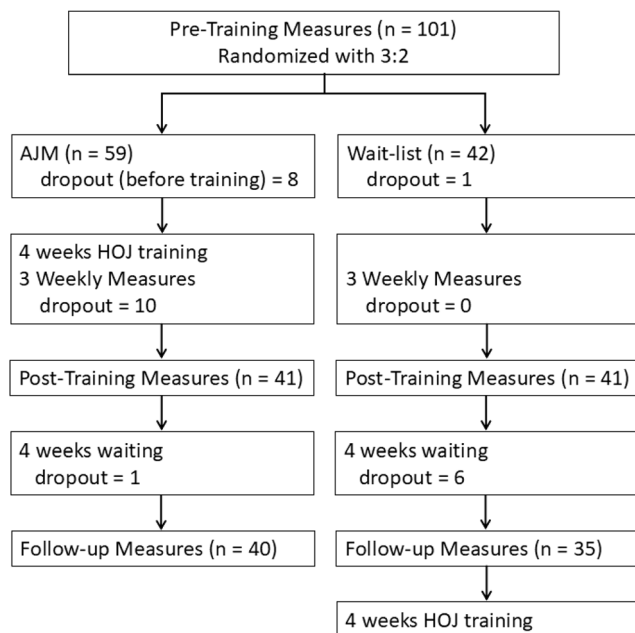 Pre-Training Measures (n = 101)
Randomized with 3:2
AJM (n = 59)
dropout (before training) = 8
Wait-list (n = 42)
dropout = 1
4 weeks HOJ training
3 Weekly Measures
dropout = 10
3 Weekly Measures
dropout = 0
Post-Training Measures (n = 41)
Post-Training Measures (n = 41)
4 weeks waiting
dropout = 1
4 weeks waiting
dropout = 6
Follow-up Measures (n = 40)
Follow-up Measures (n = 35)
4 weeks HOJ training